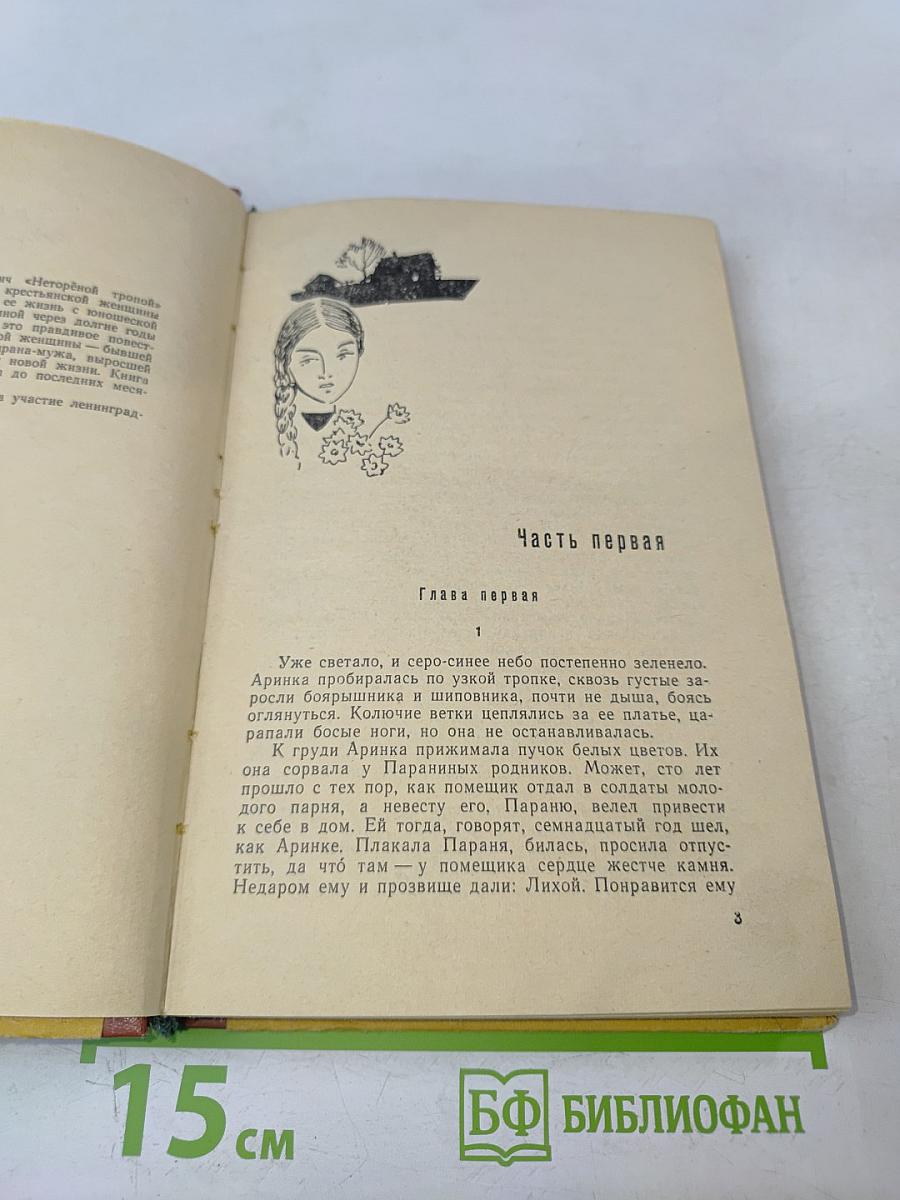 яч «Неторёной тропой»
крестьянской женщины
ее жизнь с юношеской
ной через долгие годы
это правдивое повест-
ой женщины — бывшей
рана-мужа, выросшей
новой жизни. Книга
до последних меся-
участие ленинград-
Часть первая
Глава первая
1
Уже светало, и серо-синее небо постепенно зеленело.
Аринка пробиралась по узкой тропке, сквозь густые за-
росли боярышника и шиповника, почти не дыша, боясь
оглянуться. Колючие ветки цеплялись за ее платье, ца-
рапали босые ноги, но она не останавливалась.
К груди Аринка прижимала пучок белых цветов. Их
она сорвала у Параниных родников. Может, сто лет
прошло с тех пор, как помещик отдал в солдаты моло-
дого парня, а невесту его, Параню, велел привести
к себе в дом. Ей тогда, говорят, семнадцатый год шел,
как Аринке. Плакала Параня, билась, просила отпус-
тить, да что́ там — у помещика сердце жестче камня.
Недаром ему и прозвище дали: Лихой. Понравится ему
3
15 см
БФ БИБЛИОФАН